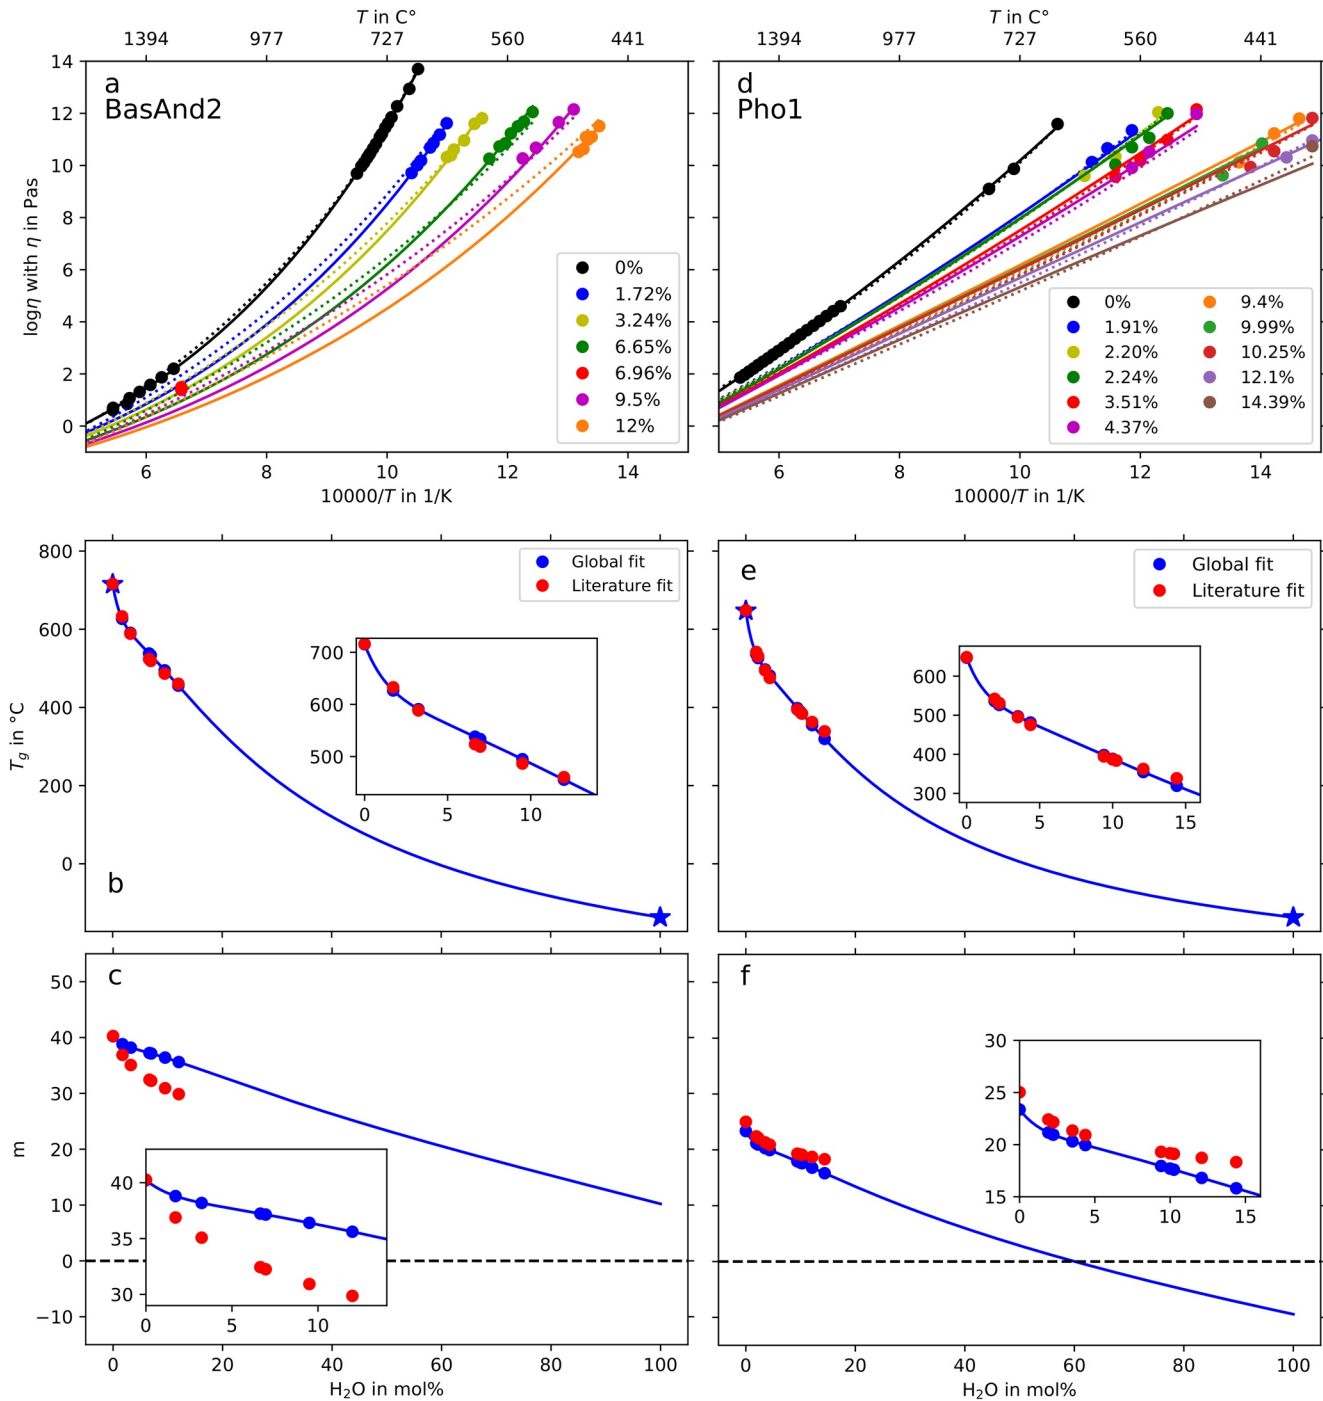 T in C°
1394 977 727 560 441
a
BasAnd2
14
12
10
8
6
4
2
0
logη with η in Pas
0%
1.72%
3.24%
6.65%
6.96%
9.5%
12%
6 8 10 12 14
10000/T in 1/K
T in C°
1394 977 727 560 441
d
Pho1
0%
1.91%
2.20%
2.24%
3.51%
4.37%
9.4%
9.99%
10.25%
12.1%
14.39%
6 8 10 12 14
10000/T in 1/K
800
600
400
200
0
Tg in °C
Global fit
Literature fit
700
600
500
0 5 10
b
e
Global fit
Literature fit
600
500
400
300
0 5 10 15
c
50
40
30
20
10
0
−10
m
40
35
30
0 5 10
0 20 40 60 80 100
H2O in mol%
f
30
25
20
15
0 5 10 15
0 20 40 60 80 100
H2O in mol%